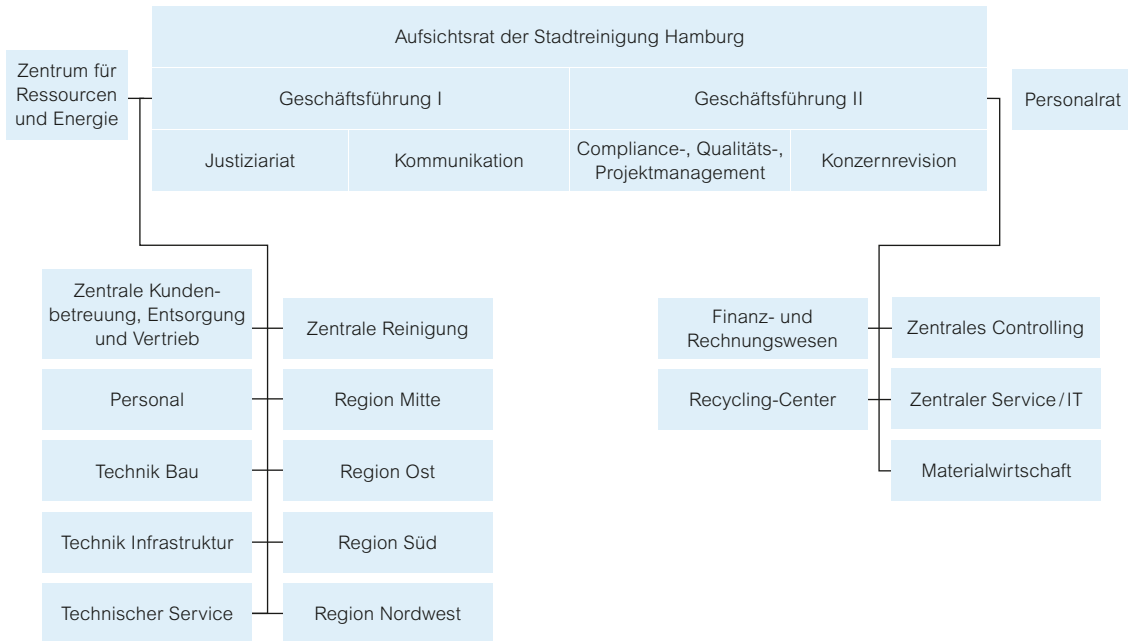 Aufsichtsrat der Stadtreinigung Hamburg
Zentrum für
Ressourcen
und Energie
Geschäftsführung I
Geschäftsführung II
Personalrat
Justiziariat
Kommunikation
Compliance-, Qualitäts-,
Projektmanagement
Konzernrevision
Zentrale Kunden-
betreuung, Entsorgung
und Vertrieb
Zentrale Reinigung
Finanz- und
Rechnungswesen
Zentrales Controlling
Personal
Region Mitte
Recycling-Center
Zentraler Service/IT
Technik Bau
Region Ost
Materialwirtschaft
Technik Infrastruktur
Region Süd
Technischer Service
Region Nordwest